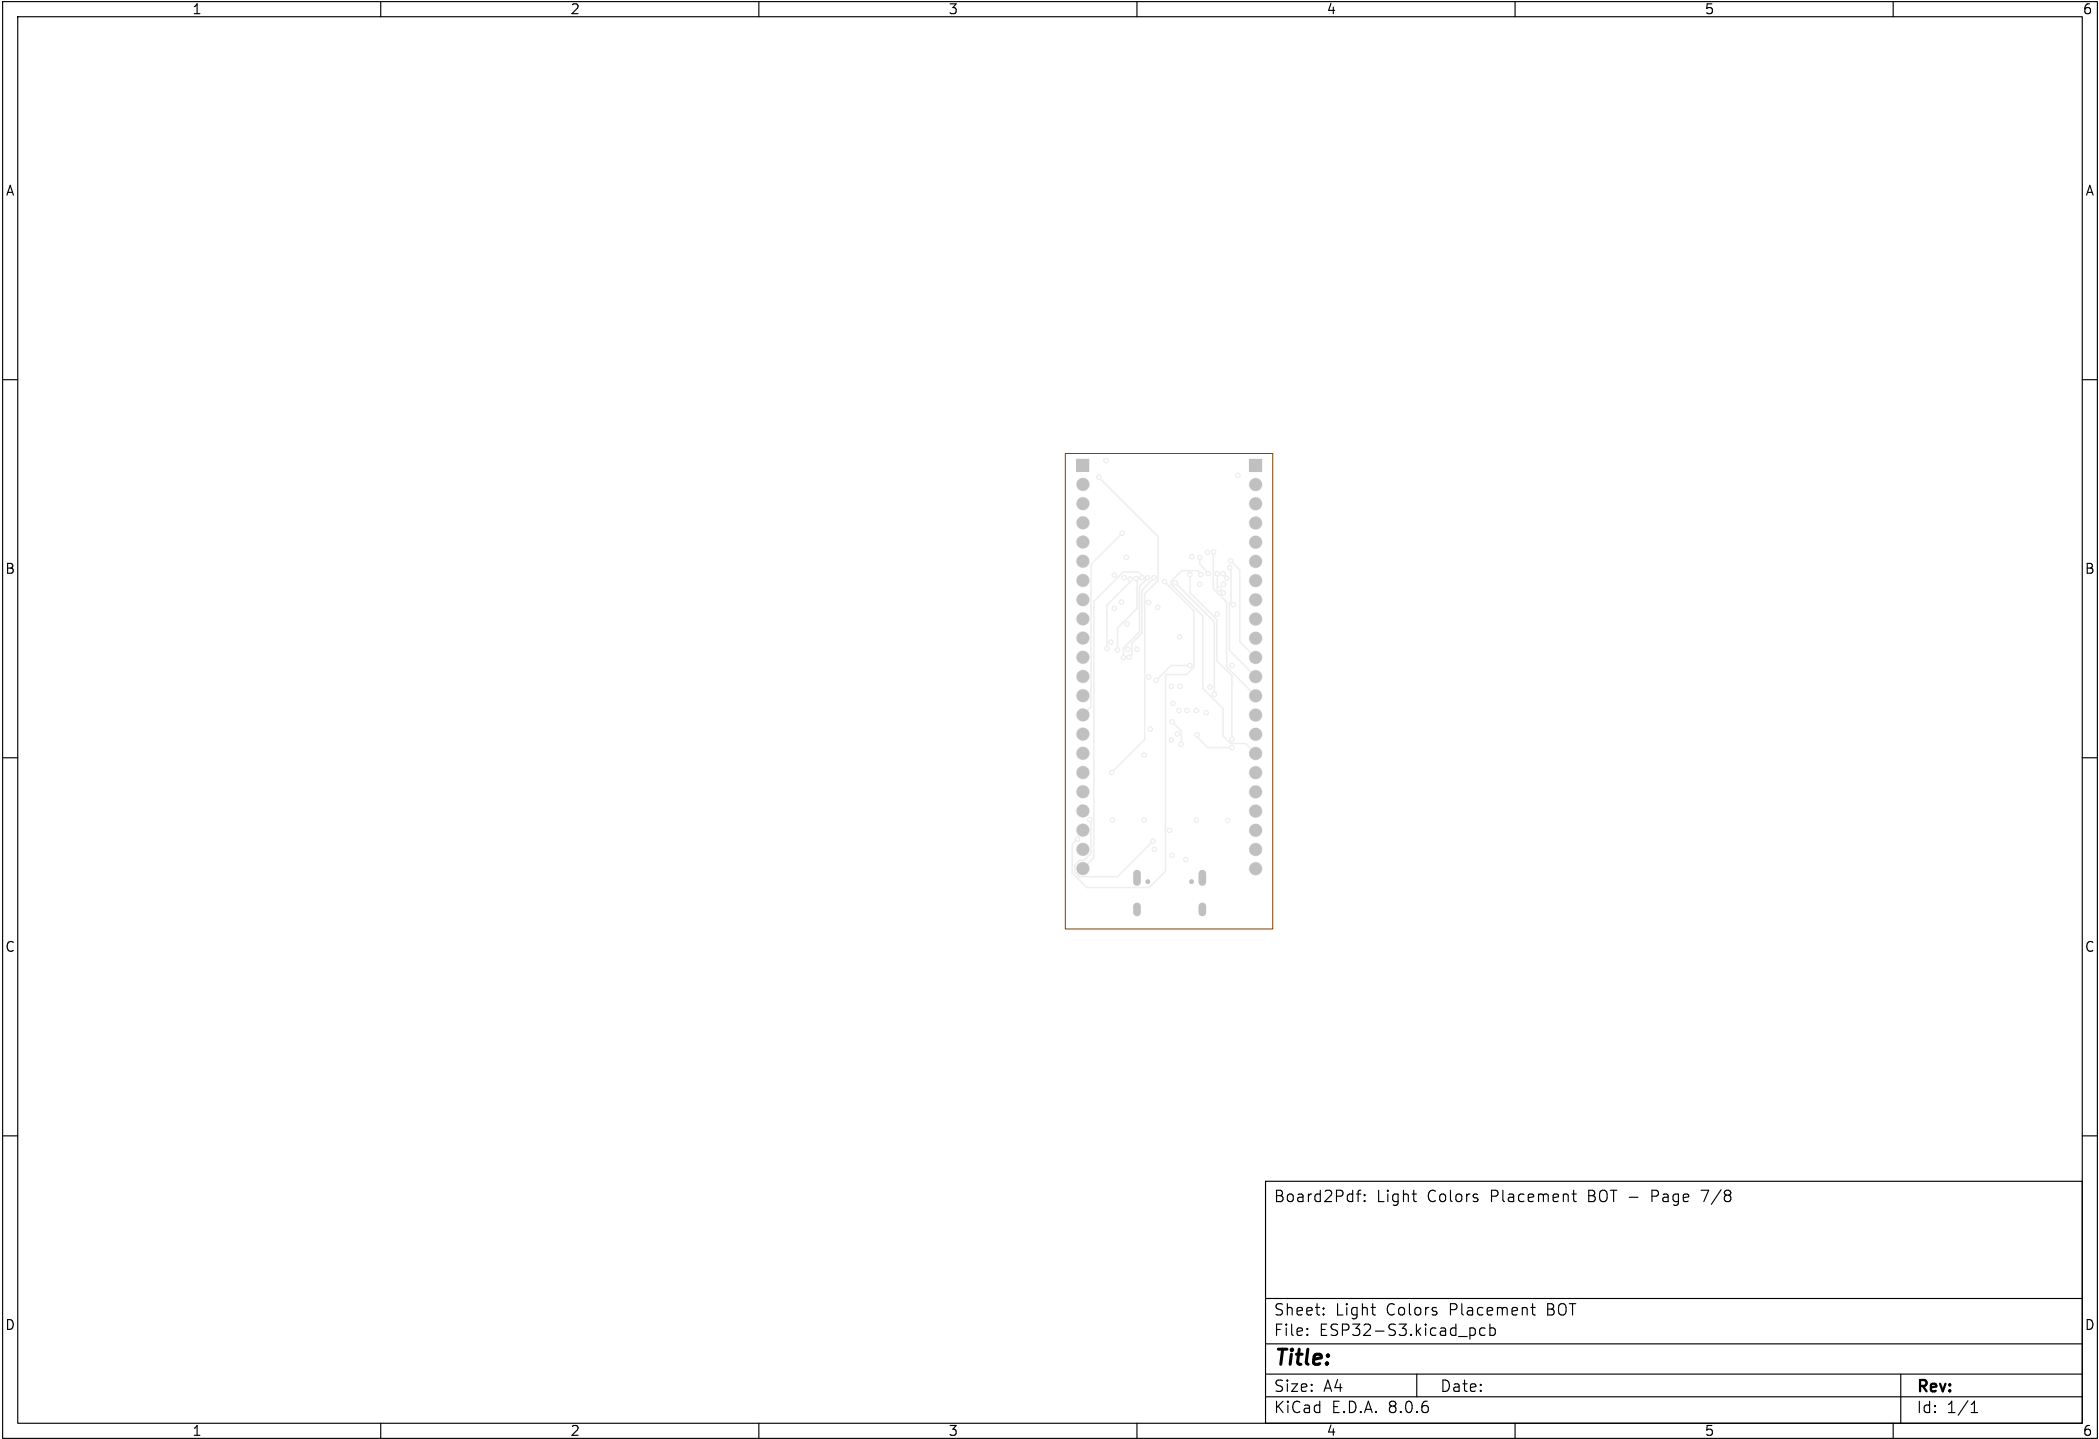 1 2 3 4 5 6
A A
B B
C C
Board2Pdf: Light Colors Placement BOT – Page 7/8
Sheet: Light Colors Placement BOT
D D
File: ESP32–S3.kicad_pcb
Title:
Size: A4 Date: Rev:
KiCad E.D.A. 8.0.6 Id: 1/1
1 2 3 4 5 6